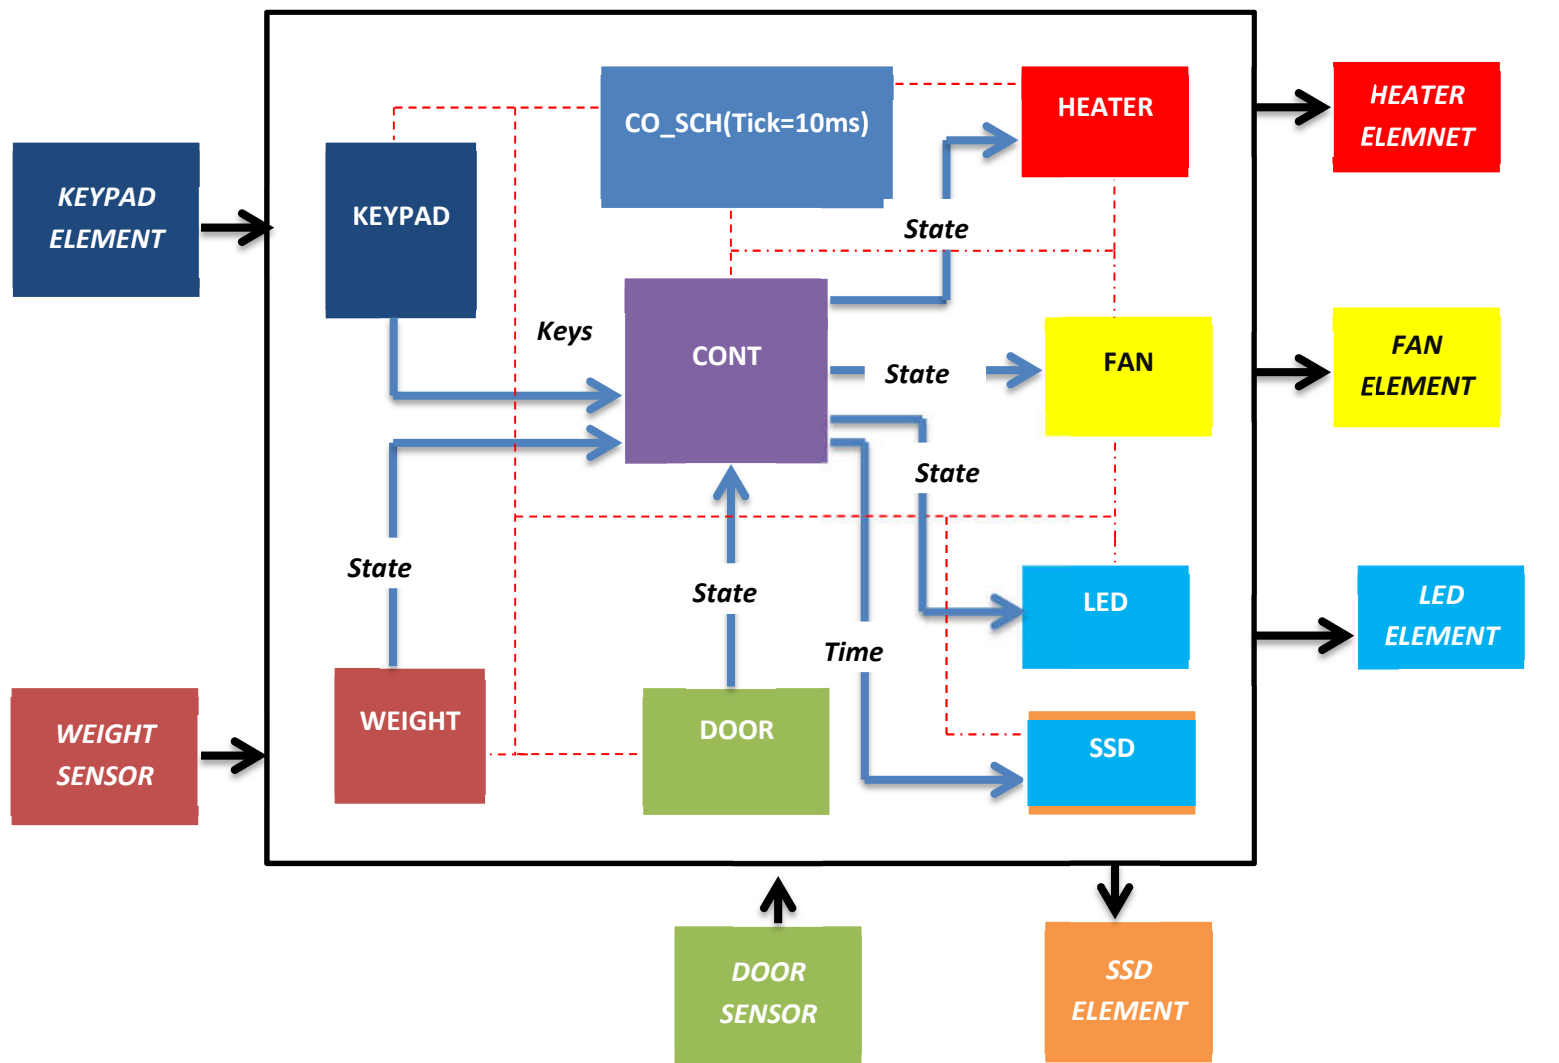 CO_SCH(Tick=10ms)
HEATER
HEATER
ELEMNET
KEYPAD
ELEMENT
KEYPAD
State
Keys
CONT
State
FAN
FAN
ELEMENT
State
State
State
LED
LED
ELEMENT
Time
WEIGHT
SENSOR
WEIGHT
DOOR
SSD
DOOR
SENSOR
SSD
ELEMENT